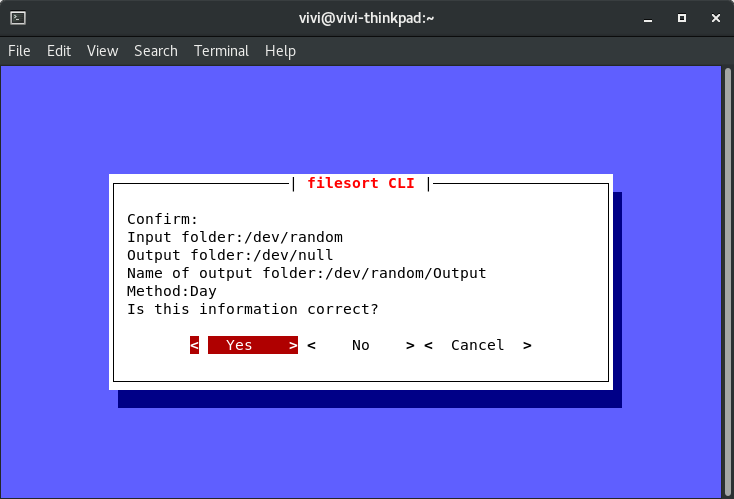 vivi@vivi-thinkpad:~
File Edit View Search Terminal Help
| filesort CLI |
Confirm:
Input folder:/dev/random
Output folder:/dev/null
Name of output folder:/dev/random/Output
Method:Day
Is this information correct?
< Yes > < No > < Cancel >